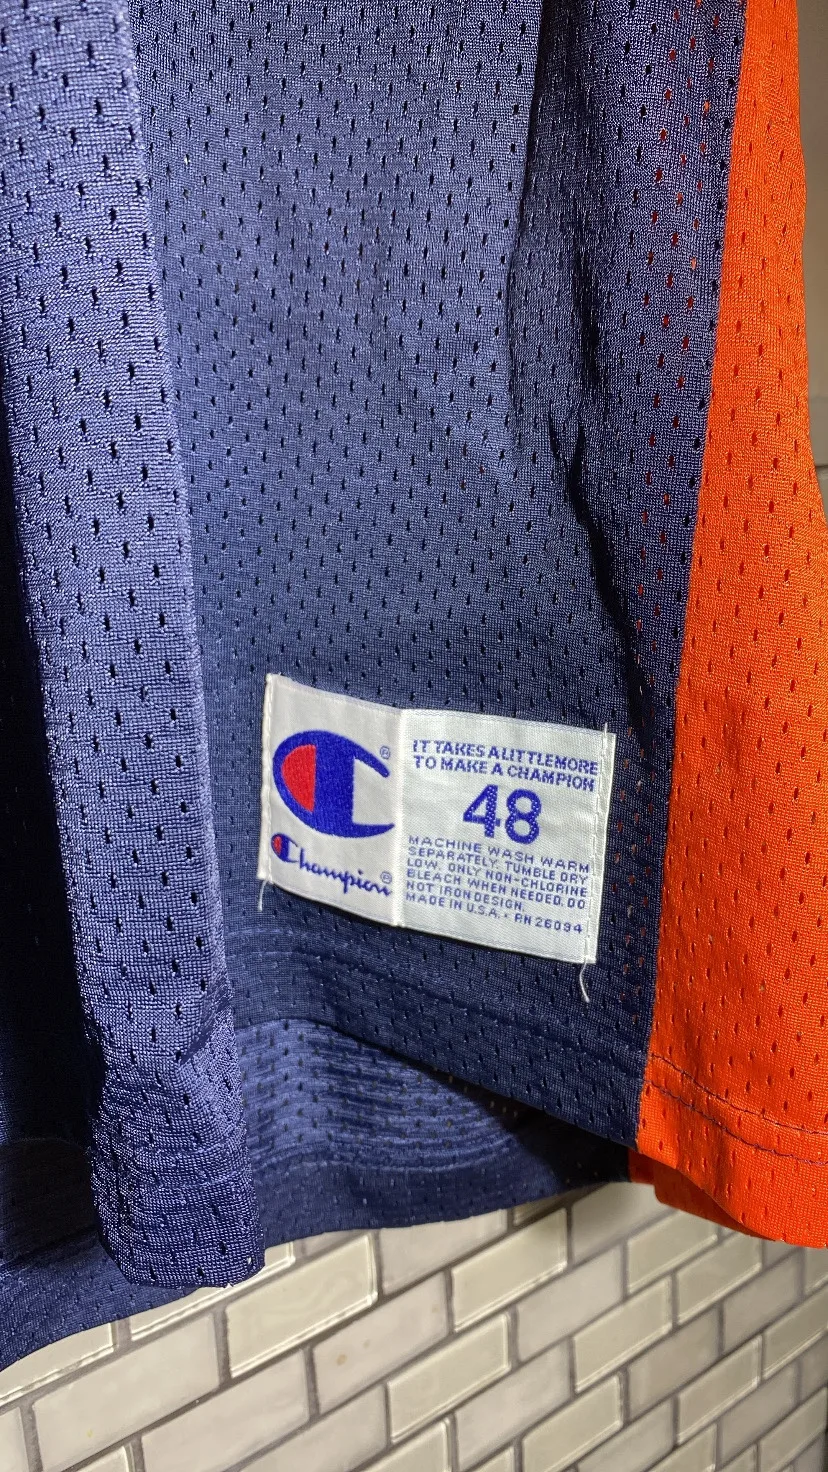 Champion®
IT TAKES A LITTLE MORE
TO MAKE A CHAMPION
48
MACHINE WASH WARM
SEPARATELY. TUMBLE DRY
LOW. ONLY NON-CHLORINE
BLEACH WHEN NEEDED. DO
NOT IRON DESIGN.
MADE IN U.S.A. • RN 26094